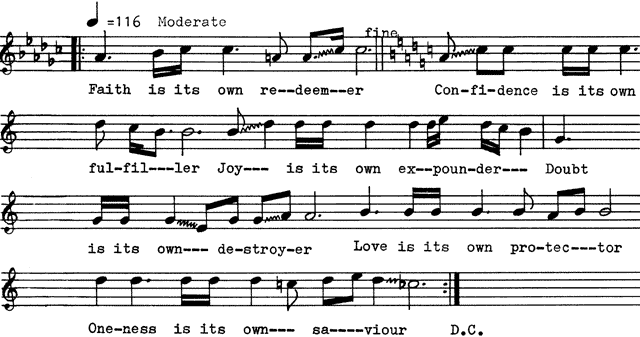 =116 Moderate
fine
Faith is its own re--deem--er Con-fi-dence is its own
ful-fil---ler Joy--- is its own ex--poun-der--- Doubt
is its own--- de-stroy-er Love is its own pro-tec---tor
One-ness is its own--- sa----viour D.C.